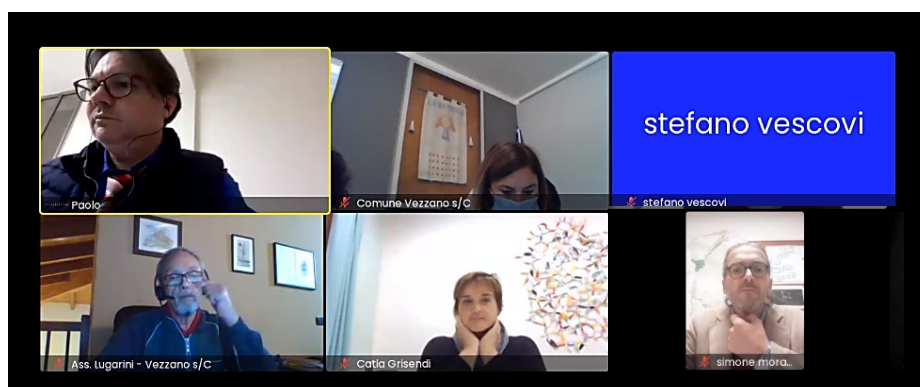 Paolo
Comune Vezzano s/C
stefano vescovi
stefano vescovi
Ass. Lugarini - Vezzano s/C
Catia Grisendi
simone mora...